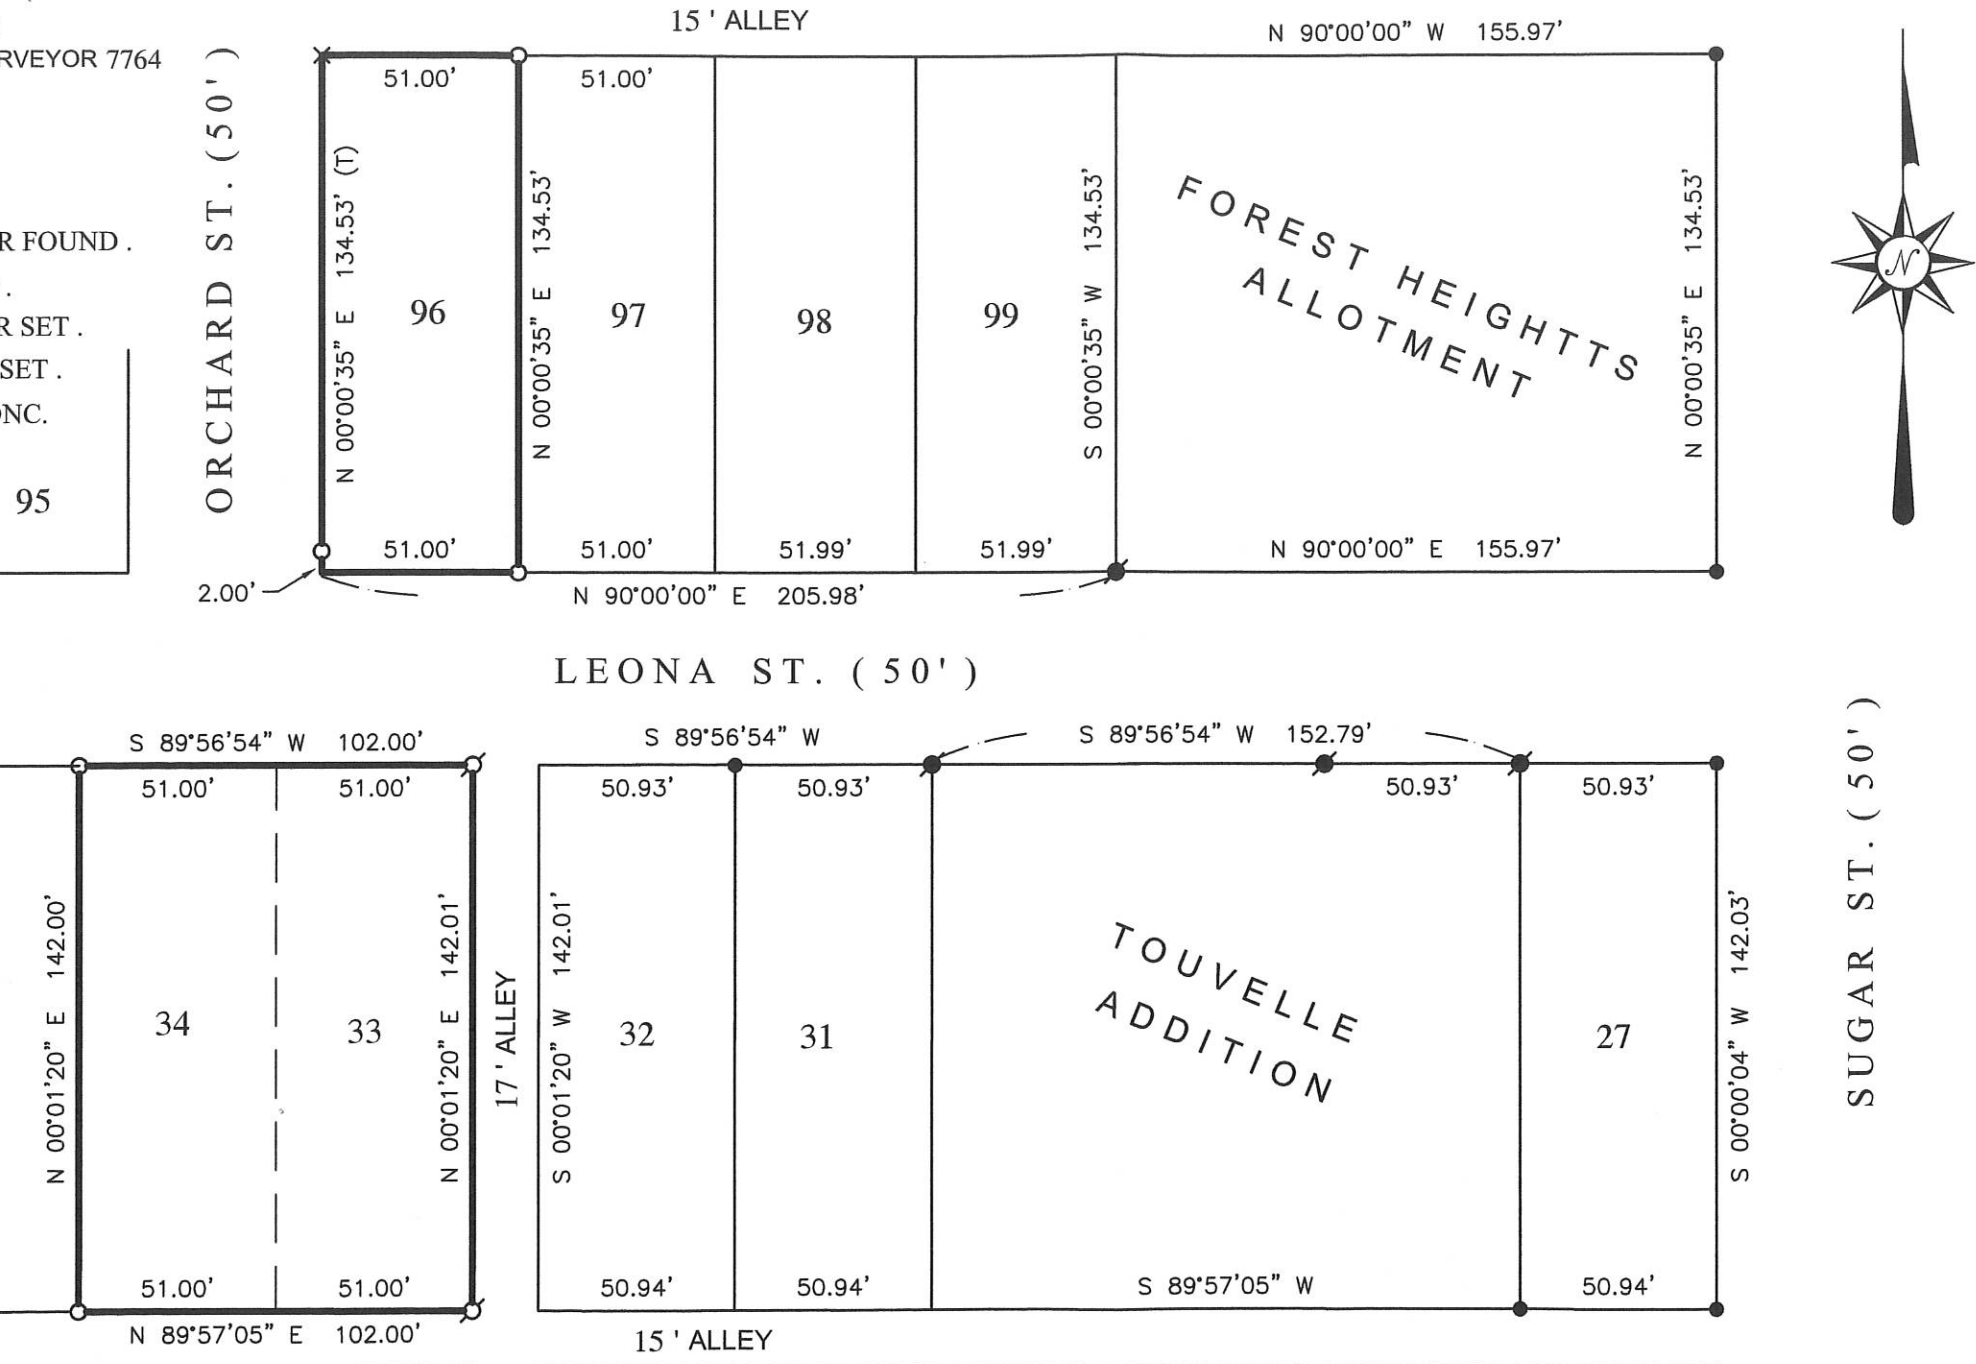 15 ' ALLEY
N 90°00'00" W 155.97'
RVEYOR 7764
ORCHARD ST. (50')
51.00'
51.00'
N 00°00'35" E 134.53' (T)
N 00°00'35" E 134.53'
S 00°00'35" W 134.53'
N 00°00'35" E 134.53'
FOREST HEIGHTTS
ALLOTMENT
N
R FOUND .
.
R SET .
SET .
ONC.
95
96
97
98
99
51.00'
51.00'
51.99'
51.99'
N 90°00'00" E 155.97'
2.00'
N 90°00'00" E 205.98'
LEONA ST. (50')
SUGAR ST. (50')
S 89°56'54" W 102.00'
S 89°56'54" W
S 89°56'54" W 152.79'
51.00'
51.00'
50.93'
50.93'
50.93'
50.93'
N 00°01'20" E 142.00'
N 00°01'20" E 142.01'
17 ' ALLEY
S 00°01'20" W 142.01'
S 00°00'04" W 142.03'
TOUVELLE
ADDITION
34
33
32
31
27
51.00'
51.00'
50.94'
50.94'
S 89°57'05" W
50.94'
N 89°57'05" E 102.00'
15 ' ALLEY